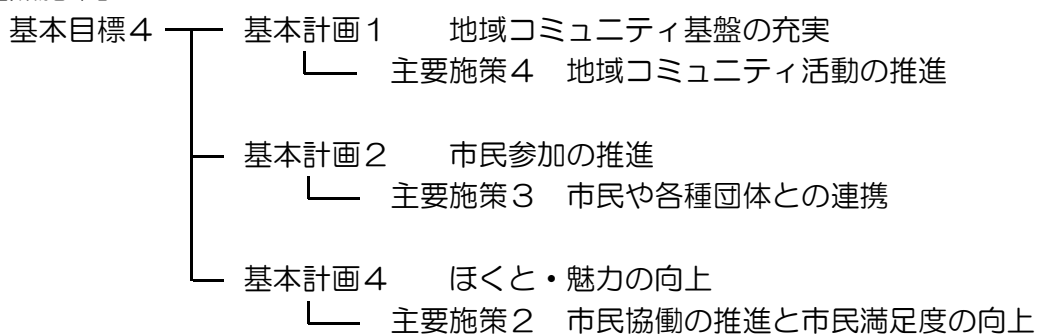 基本目標４ 基本計画１　地域コミュニティ基盤の充実
主要施策４　地域コミュニティ活動の推進
基本計画２　市民参加の推進
主要施策３　市民や各種団体との連携
基本計画４　ほくと・魅力の向上
主要施策２　市民協働の推進と市民満足度の向上